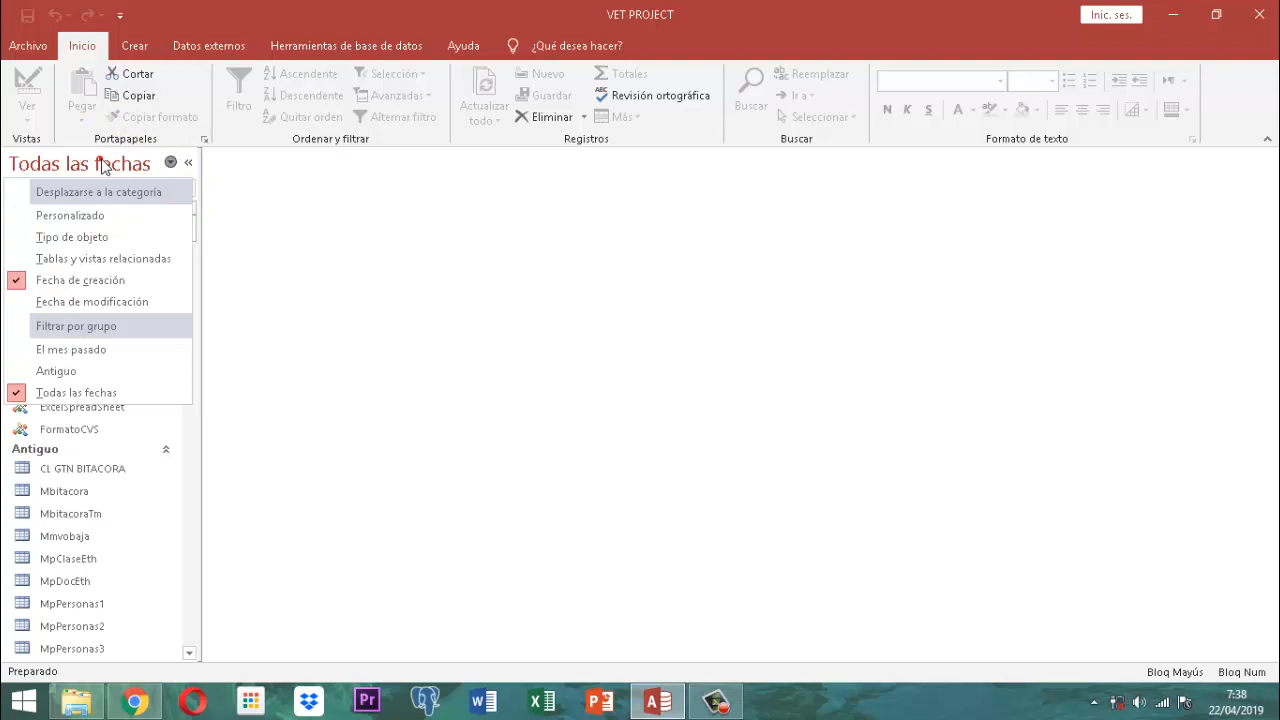 VET PROJECT
Inic. ses.
Archivo Inicio Crear Datos externos Herramientas de base de datos Ayuda ¿Qué desea hacer?
Ver
Vistas
Pegar
Cortar
Copiar
Copiar formato
Portapapeles
Filtro
Ascendente
Descendente
Quitar orden
Selección
Avanzadas
Alternar filtro
Ordenar y filtrar
Actualizar
todo
Nuevo
Guardar
Eliminar
Totales
Revisión ortográfica
Más
Registros
Buscar
Reemplazar
Ir a
Seleccionar
Buscar
N K S A
Formato de texto
Todas las fechas
Desplazarse a la categoría
Personalizado
Tipo de objeto
Tablas y vistas relacionadas
Fecha de creación
Fecha de modificación
Filtrar por grupo
El mes pasado
Antiguo
Todas las fechas
ExcelSpreadSheet
FormatoCVS
Antiguo
CL GTN BITACORA
Mbitacora
MbitacoraTm
Mmvobaja
MpClaseEth
MpDocEth
MpPersonas1
MpPersonas2
MpPersonas3
Preparado
Bloq Mayús Bloq Num
7:38
22/04/2019